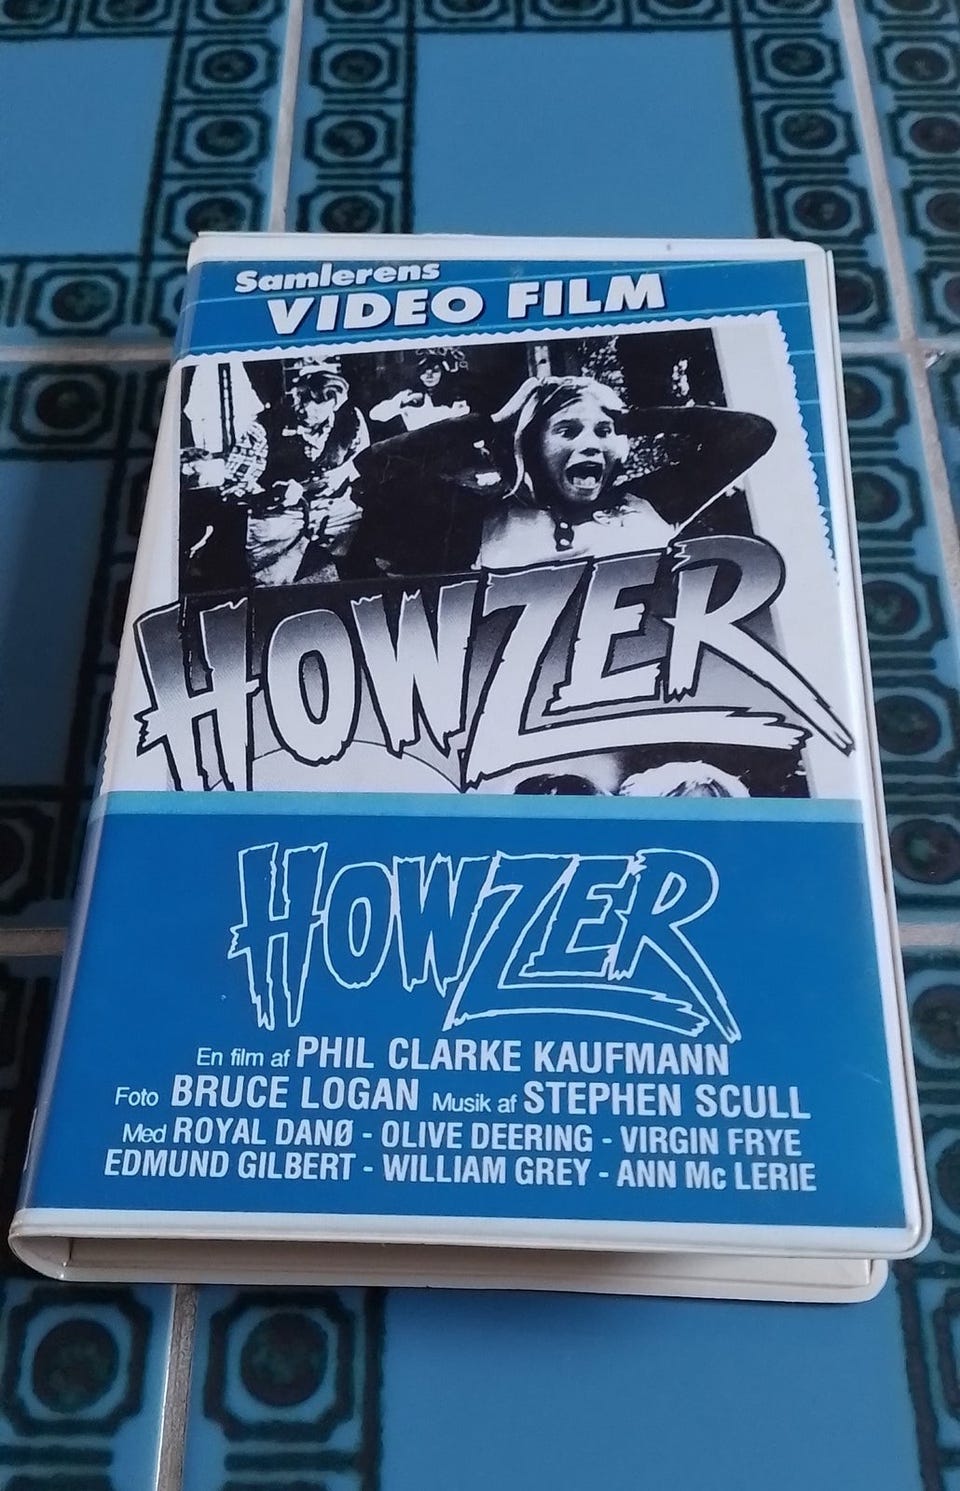 Samlerens
VIDEO FILM
HOWZER
HOWZER
En film af PHIL CLARKE KAUFMANN
Foto BRUCE LOGAN Musik af STEPHEN SCULL
Med ROYAL DANØ - OLIVE DEERING - VIRGIN FRYE
EDMUND GILBERT - WILLIAM GREY - ANN Mc LERIE